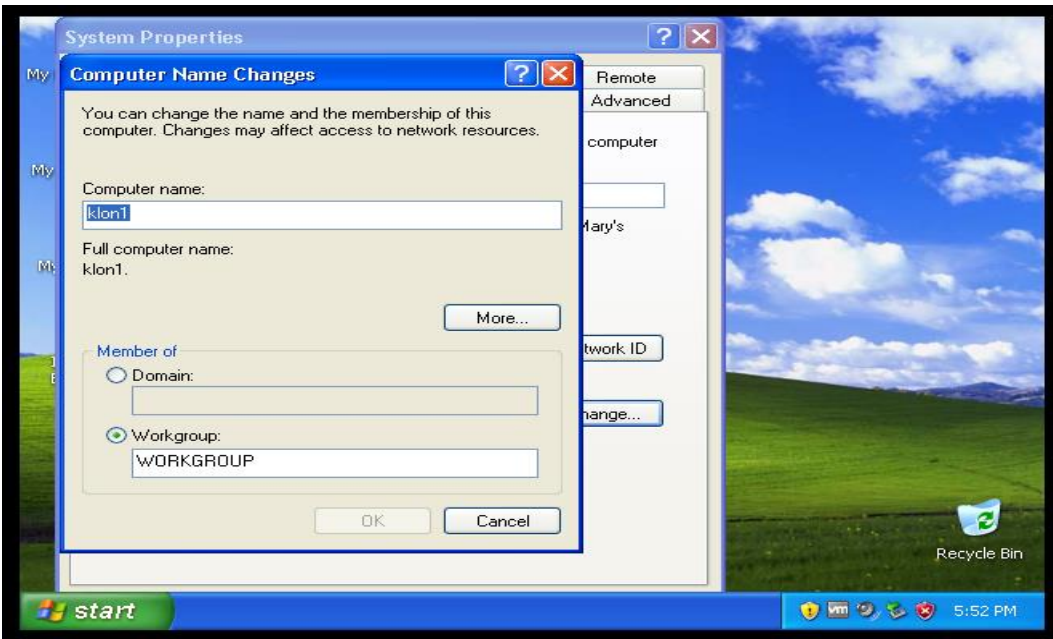 System Properties
My
Computer Name Changes
Remote
Advanced
You can change the name and the membership of this
computer. Changes may affect access to network resources.
computer
My
Computer name:
klon1
Mary's
Full computer name:
klon1.
My
More...
Member of
Domain:
twork ID
hange...
Workgroup:
WORKGROUP
OK
Cancel
Recycle Bin
start
vm
5:52 PM